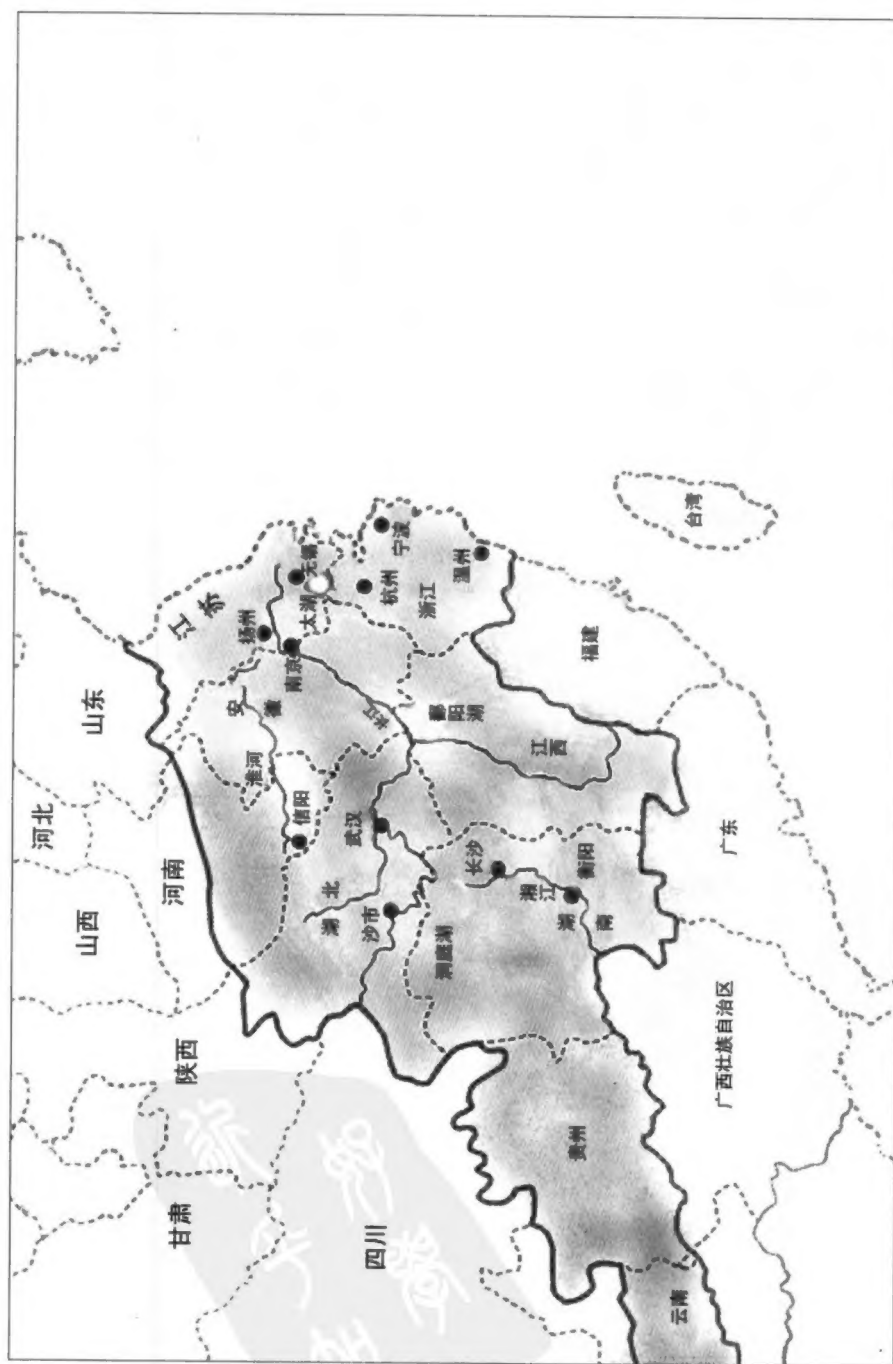 河北
山西
山东
河南
陕西
甘肃
四川
江苏
扬州
安徽
淮河
南京
无锡
太湖
信阳
长江
湖北
武汉
沙市
杭州
宁波
浙江
温州
鄱阳湖
江西
洞庭湖
长沙
湘江
衡阳
湖南
贵州
云南
福建
台湾
广东
广西壮族自治区